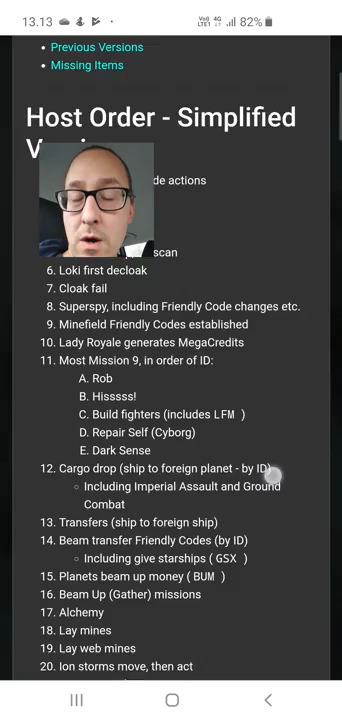 13.13
Vo)) 4G
LTE1
82%
• Previous Versions
• Missing Items
Host Order - Simplified
de actions
scan
6. Loki first decloak
7. Cloak fail
8. Superspy, including Friendly Code changes etc.
9. Minefield Friendly Codes established
10. Lady Royale generates MegaCredits
11. Most Mission 9, in order of ID:
A. Rob
B. Hisssss!
C. Build fighters (includes LFM )
D. Repair Self (Cyborg)
E. Dark Sense
12. Cargo drop (ship to foreign planet - by ID)
Including Imperial Assault and Ground
Combat
13. Transfers (ship to foreign ship)
14. Beam transfer Friendly Codes (by ID)
Including give starships ( GSX )
15. Planets beam up money ( BUM )
16. Beam Up (Gather) missions
17. Alchemy
18. Lay mines
19. Lay web mines
20. Ion storms move, then act